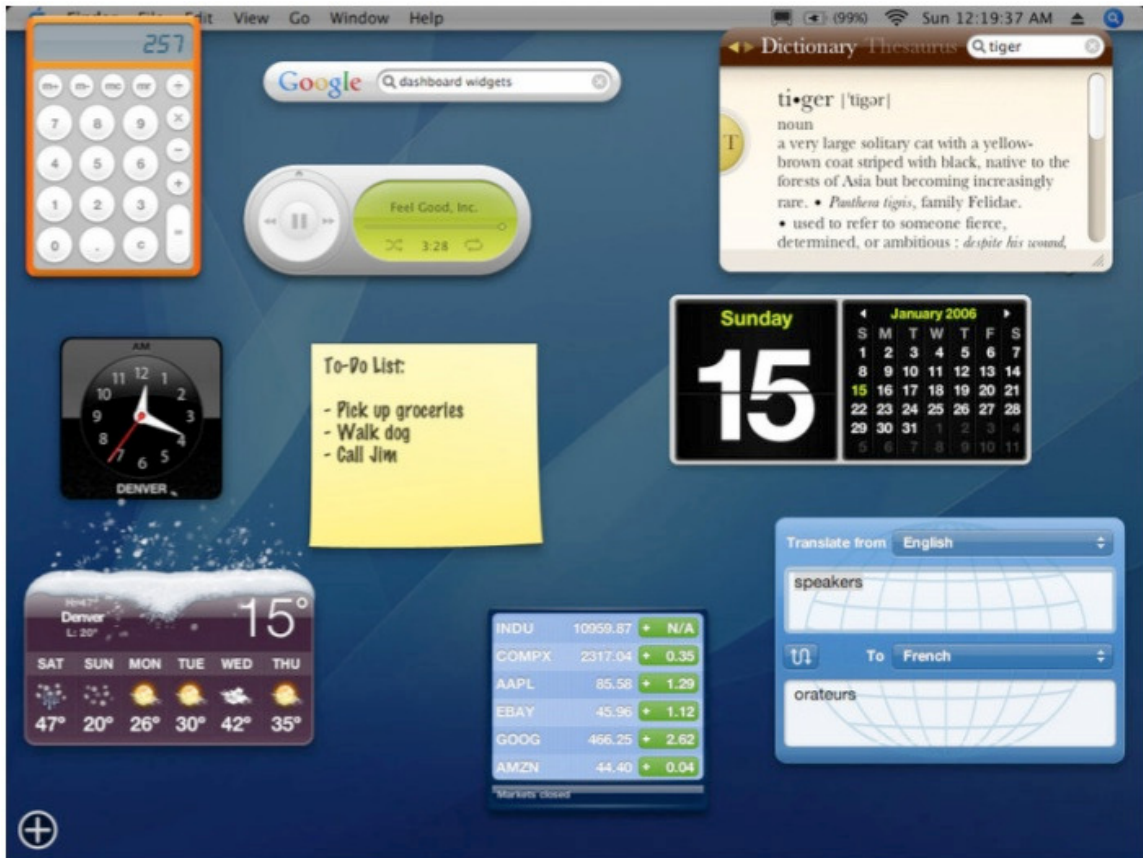 Finder File Edit View Go Window Help (99%) Sun 12:19:37 AM
257
m+ m- mc mr ÷
7 8 9 ×
4 5 6 −
1 2 3 +
0 . c =
Google dashboard widgets
Feel Good, Inc.
3:28
Dictionary Thesaurus tiger
T
ti•ger |ˈtīgər|
noun
a very large solitary cat with a yellow-
brown coat striped with black, native to the
forests of Asia but becoming increasingly
rare. • Panthera tigris, family Felidae.
• used to refer to someone fierce,
determined, or ambitious : despite his wound,
AM
12
11 1
10 2
9 3
8 4
7 5
6
DENVER
To-Do List:
- Pick up groceries
- Walk dog
- Call Jim
Sunday
15
January 2006
S M T W T F S
1 2 3 4 5 6 7
8 9 10 11 12 13 14
15 16 17 18 19 20 21
22 23 24 25 26 27 28
29 30 31 1 2 3 4
5 6 7 8 9 10 11
H: 47°
Denver
L: 20°
15°
SAT SUN MON TUE WED THU
47° 20° 26° 30° 42° 35°
INDU 10959.87 + N/A
COMPX 2317.04 + 0.35
AAPL 85.58 + 1.29
EBAY 45.96 + 1.12
GOOG 466.25 + 2.62
AMZN 44.40 + 0.04
Markets closed
Translate from English
speakers
To French
orateurs